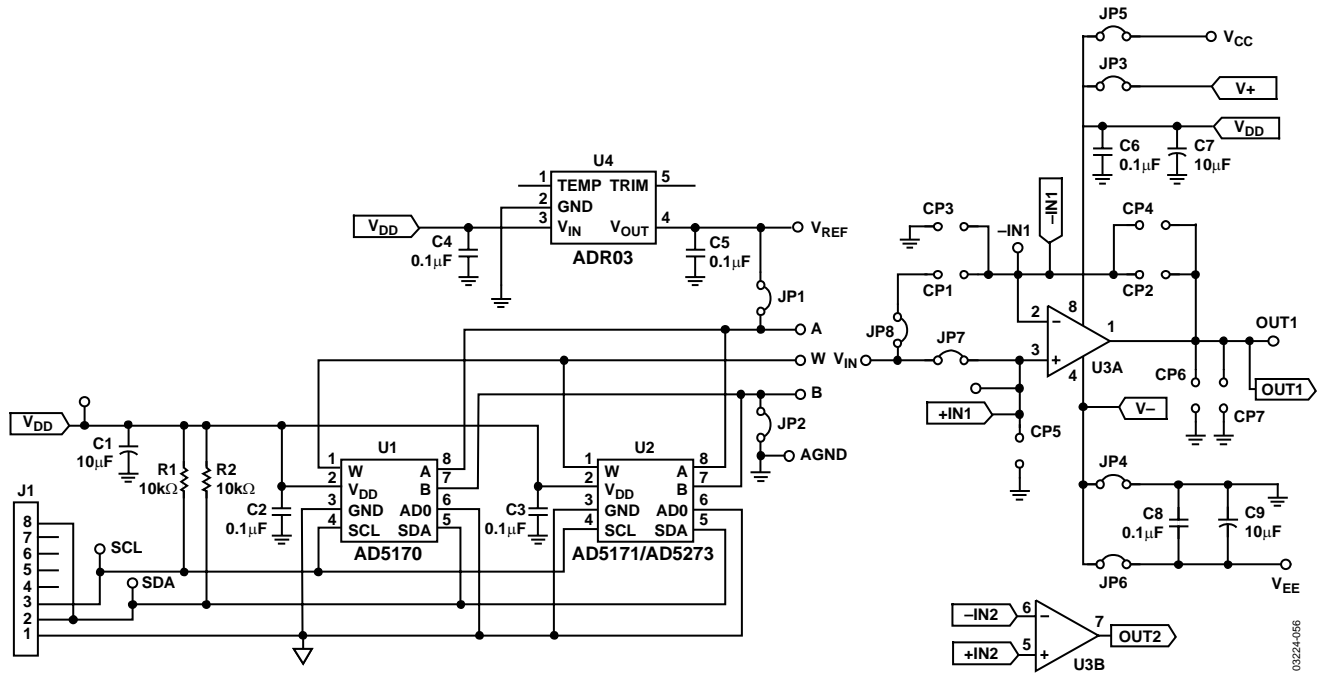 JP5
VCC
JP3
V+
VDD
C6
0.1μF
C7
10μF
U4
1
TEMP
TRIM
5
2
GND
3
VIN
VOUT
4
ADR03
VDD
C4
0.1μF
C5
0.1μF
VREF
JP1
A
W
B
JP2
AGND
CP3
–IN1
–IN1
CP4
CP1
CP2
JP8
VIN
JP7
2
–
3
+
8
1
4
U3A
OUT1
OUT1
CP6
CP7
+IN1
CP5
V–
JP4
C8
0.1μF
C9
10μF
JP6
VEE
VDD
C1
10μF
R1
10kΩ
R2
10kΩ
C2
0.1μF
U1
1
W
A
8
2
VDD
B
7
3
GND
AD0
6
4
SCL
SDA
5
AD5170
C3
0.1μF
U2
1
W
A
8
2
VDD
B
7
3
GND
AD0
6
4
SCL
SDA
5
AD5171/AD5273
J1
8
7
6
5
4
3
2
1
SCL
SDA
–IN2
6
–
+IN2
5
+
7
OUT2
U3B
03224-056